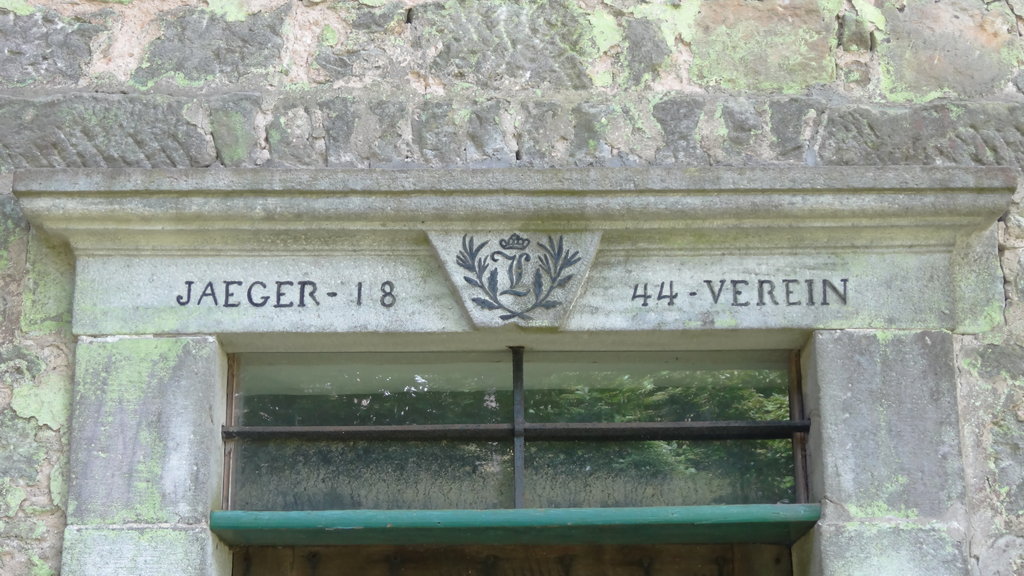 JAEGER - 18 L 44 - VEREIN